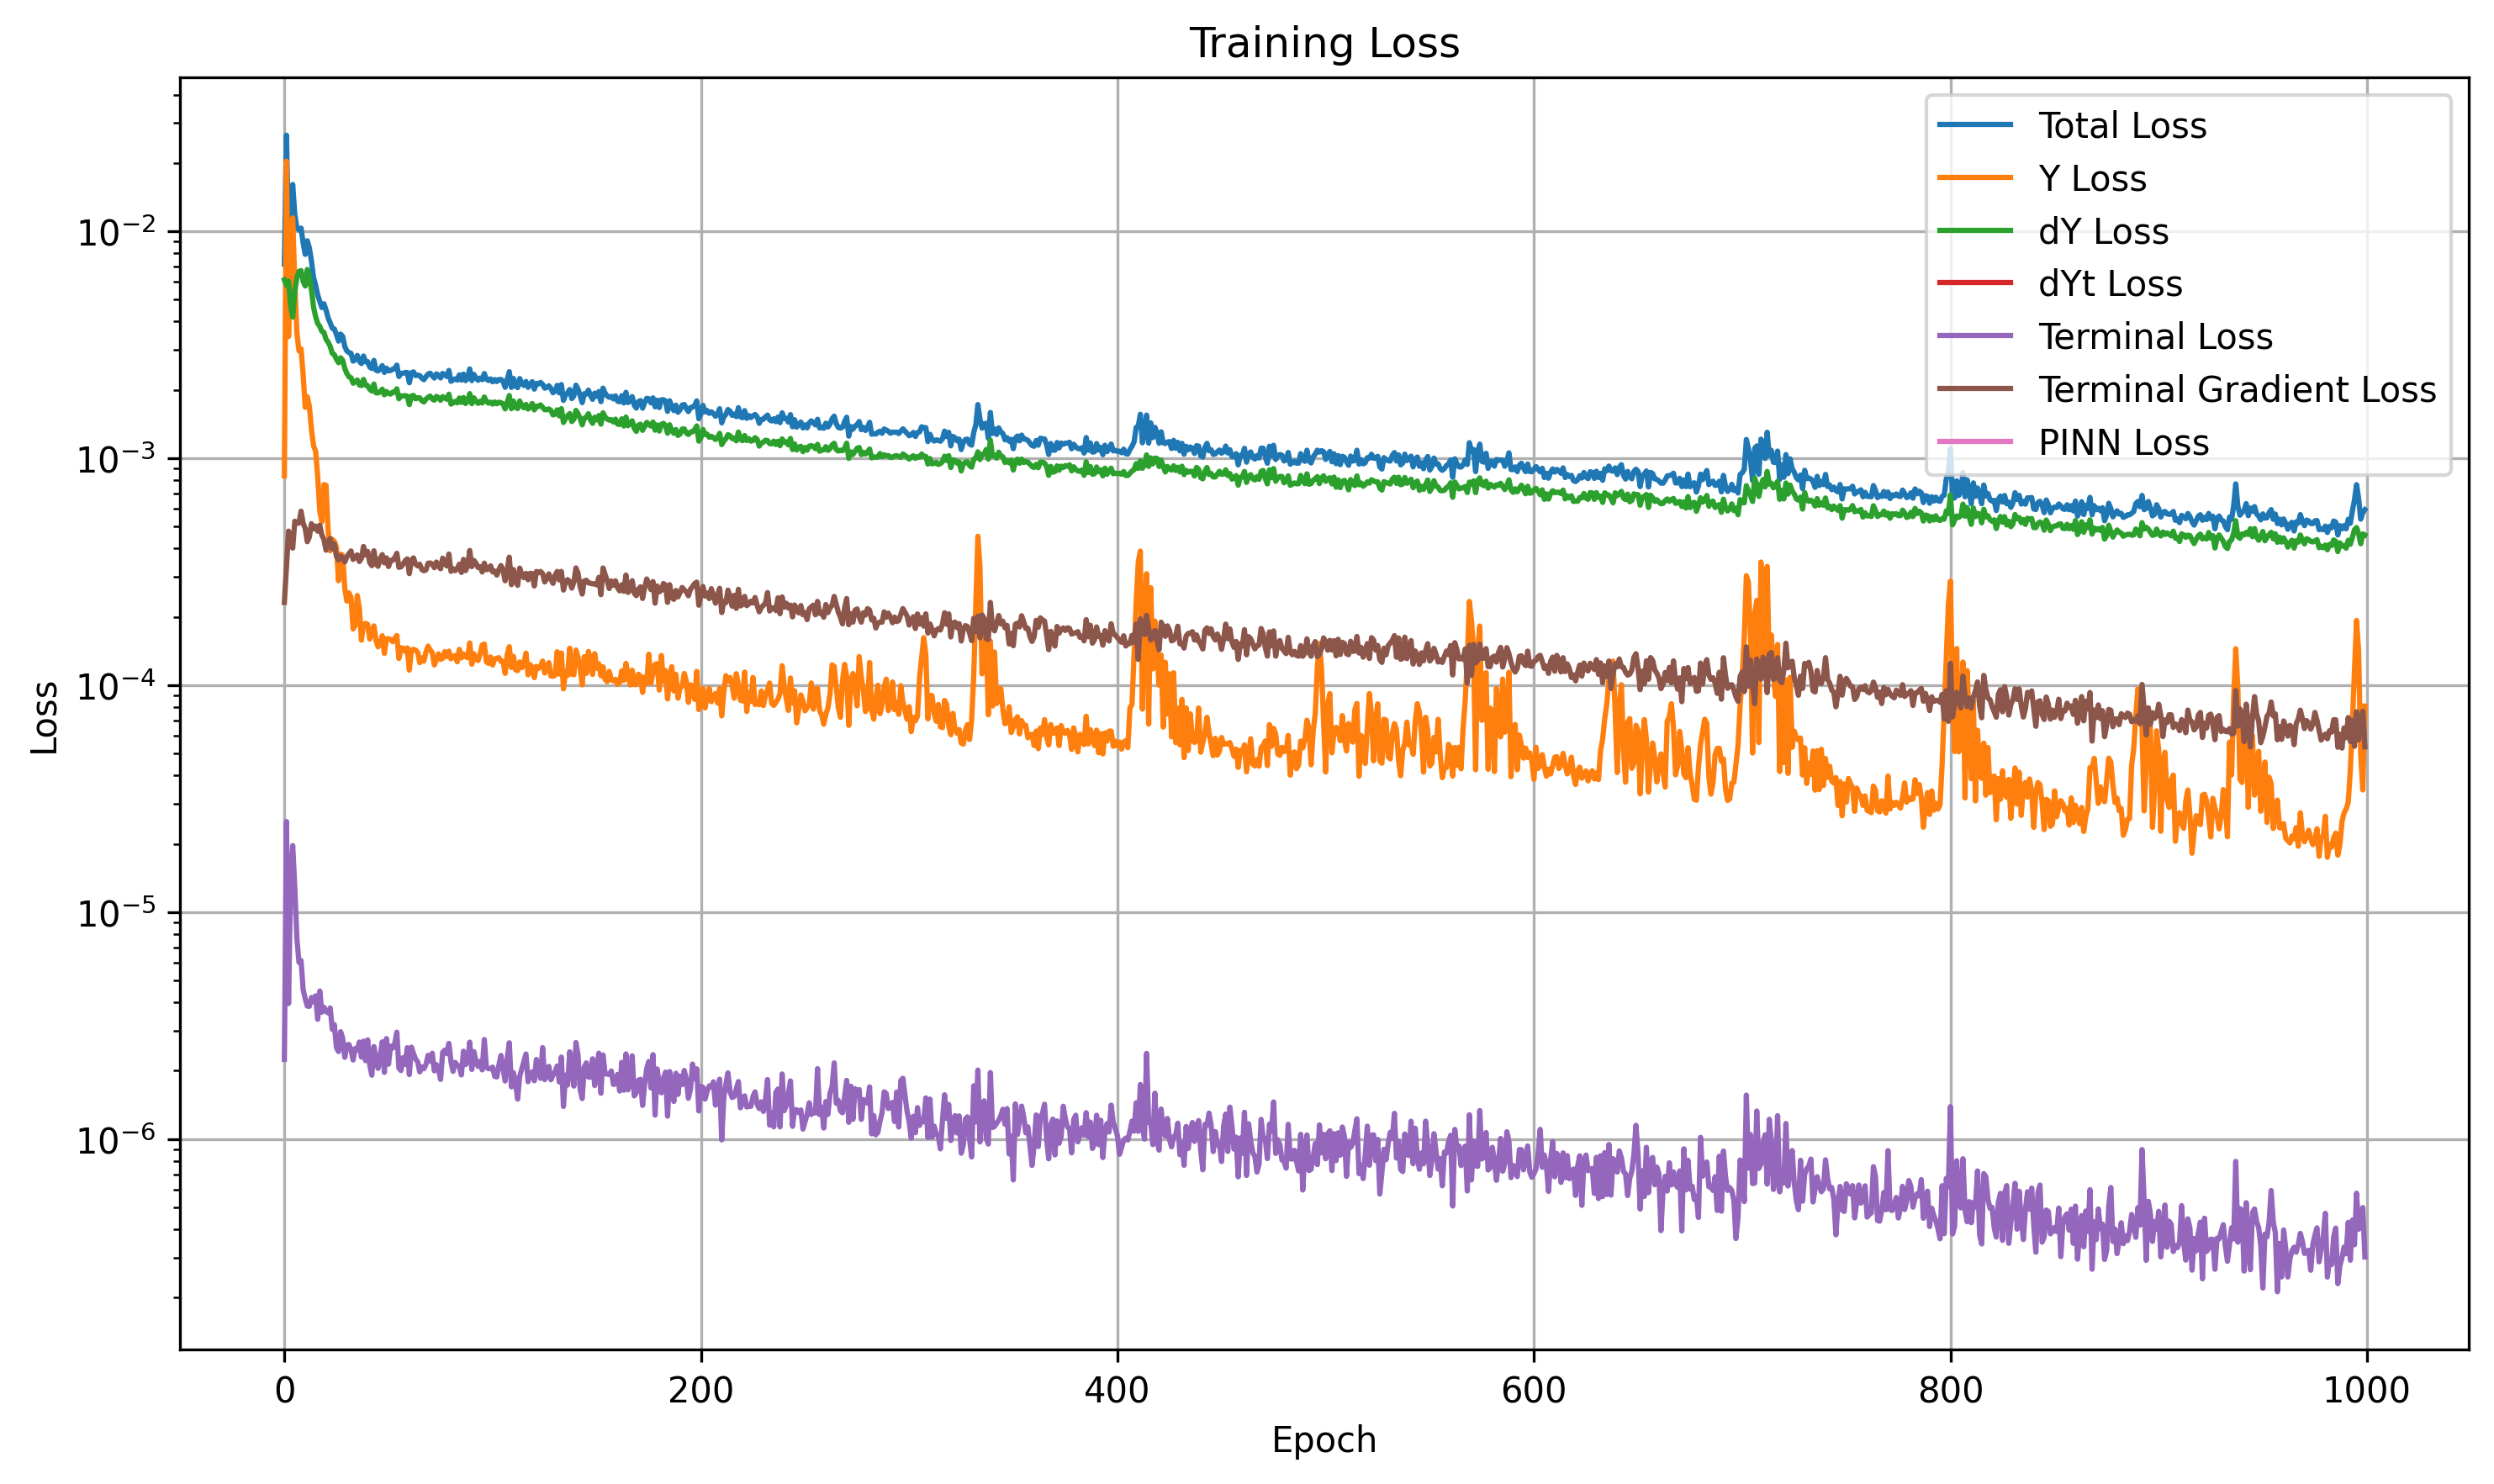 Training Loss
Total Loss
Y Loss
dY Loss
dYt Loss
Terminal Loss
Terminal Gradient Loss
PINN Loss
10⁻²
10⁻³
10⁻⁴
10⁻⁵
10⁻⁶
Loss
0 200 400 600 800 1000
Epoch